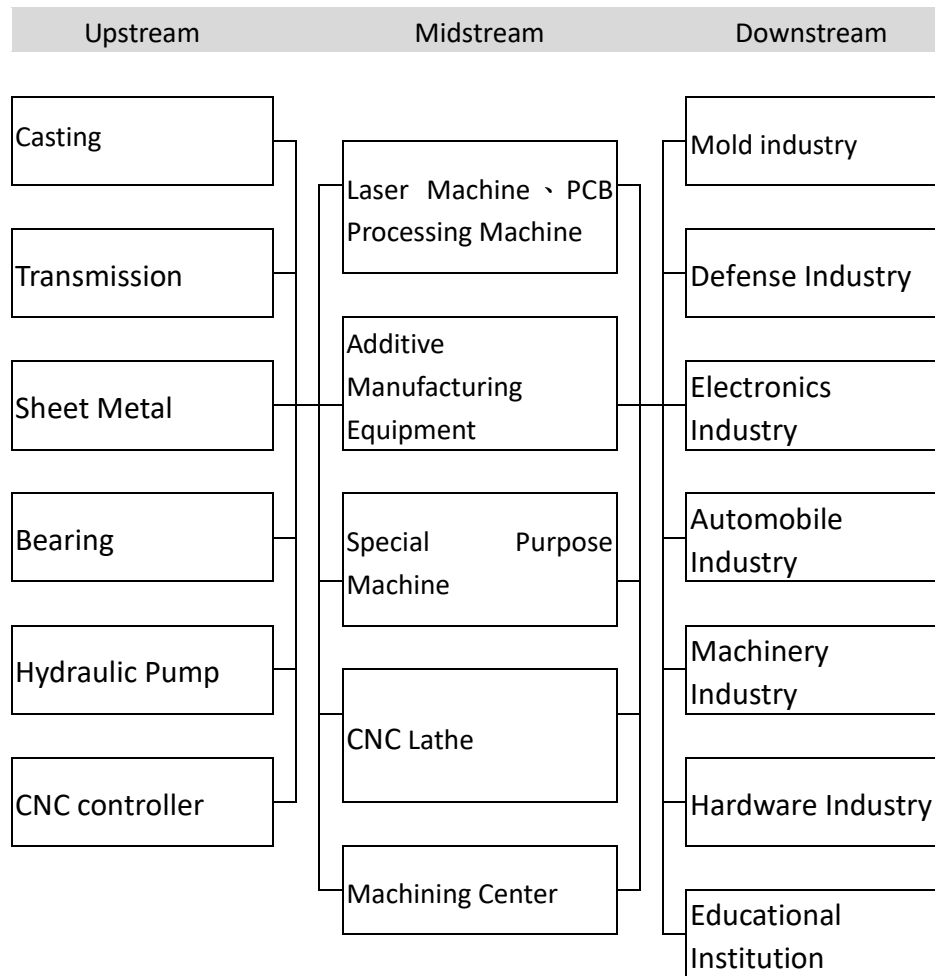 Upstream
Midstream
Downstream
Casting
Transmission
Sheet Metal
Bearing
Hydraulic Pump
CNC controller
Laser Machine、PCB
Processing Machine
Additive
Manufacturing
Equipment
Special Purpose
Machine
CNC Lathe
Machining Center
Mold industry
Defense Industry
Electronics
Industry
Automobile
Industry
Machinery
Industry
Hardware Industry
Educational
Institution